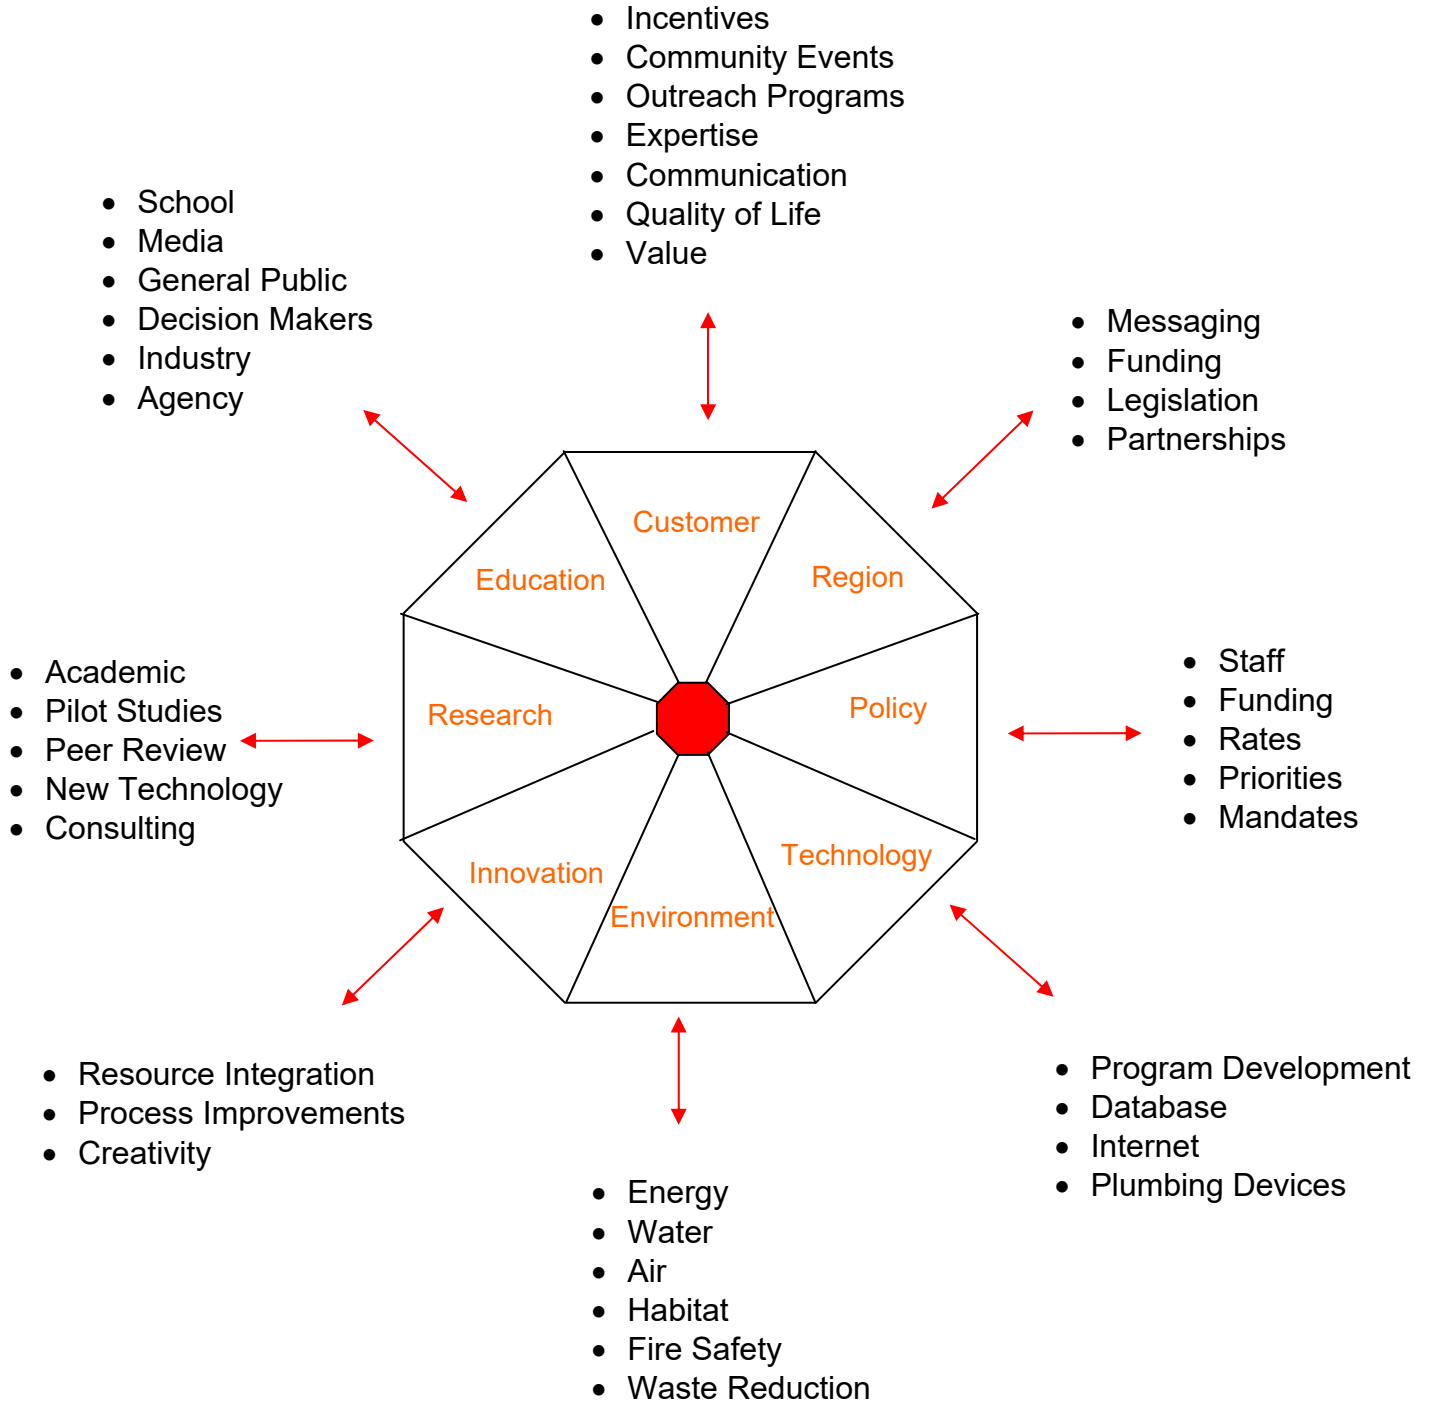 • Incentives
• Community Events
• Outreach Programs
• Expertise
• Communication
• Quality of Life
• Value
• School
• Media
• General Public
• Decision Makers
• Industry
• Agency
• Messaging
• Funding
• Legislation
• Partnerships
Customer
Education
Region
• Academic
• Pilot Studies
• Peer Review
• New Technology
• Consulting
Research
Policy
• Staff
• Funding
• Rates
• Priorities
• Mandates
Innovation
Environment
Technology
• Resource Integration
• Process Improvements
• Creativity
• Program Development
• Database
• Internet
• Plumbing Devices
• Energy
• Water
• Air
• Habitat
• Fire Safety
• Waste Reduction